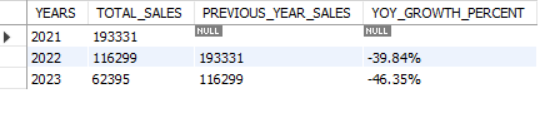 YEARS TOTAL_SALES PREVIOUS_YEAR_SALES YOY_GROWTH_PERCENT
2021 193331 NULL NULL
2022 116299 193331 -39.84%
2023 62395 116299 -46.35%